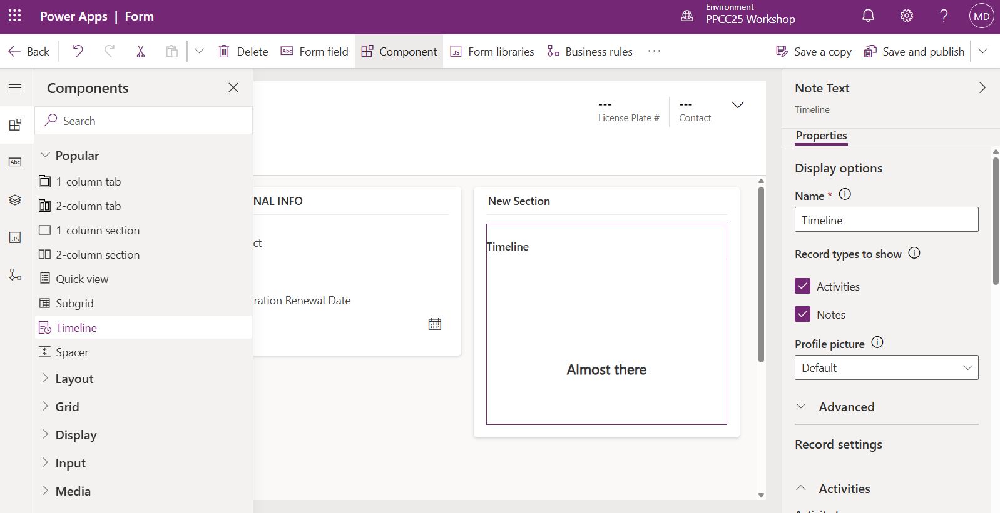 Power Apps | Form
Environment
PPCC25 Workshop
MD
Back
Delete
Abc
Form field
Component
JS
Form libraries
Business rules
···
Save a copy
Save and publish
Components
Search
Popular
1-column tab
2-column tab
1-column section
2-column section
Quick view
Subgrid
Timeline
Spacer
Layout
Grid
Display
Input
Media
Abc
JS
---
License Plate #
---
Contact
NAL INFO
ct
ration Renewal Date
New Section
Timeline
Almost there
Note Text
Timeline
Properties
Display options
Name *
Timeline
Record types to show
Activities
Notes
Profile picture
Default
Advanced
Record settings
Activities